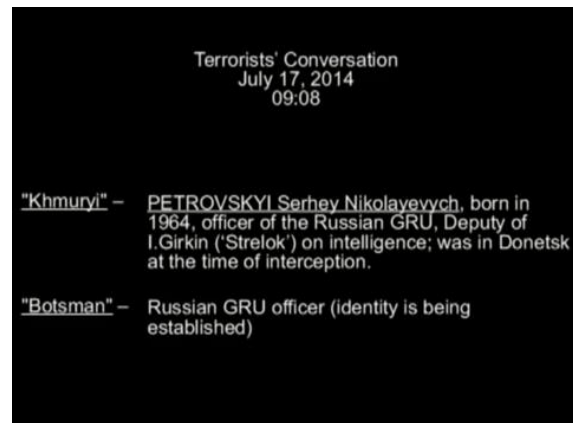 Terrorists' Conversation
July 17, 2014
09:08
"Khmuryi" – PETROVSKYI Serhey Nikolayevych, born in
1964, officer of the Russian GRU, Deputy of
I.Girkin ('Strelok') on intelligence; was in Donetsk
at the time of interception.
"Botsman" – Russian GRU officer (identity is being
established)